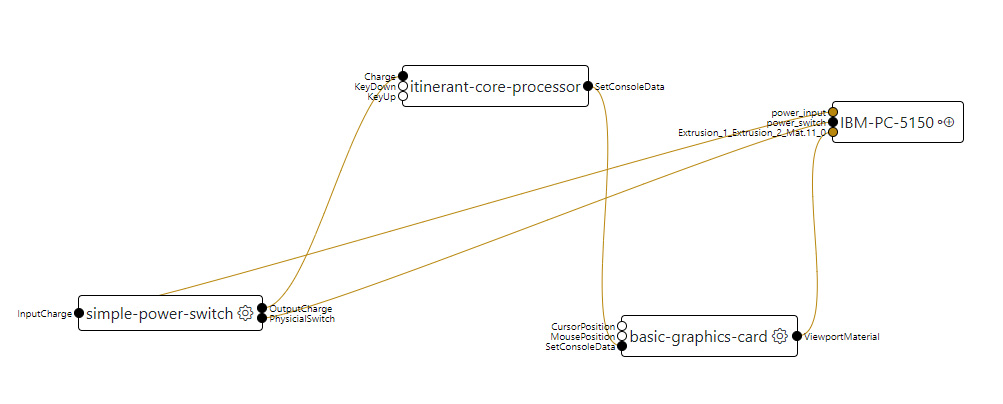 Charge
KeyDown
KeyUp
itinerant-core-processor
SetConsoleData
power_input
power_switch
Extrusion_1_Extrusion_2_Mat.11_0
IBM-PC-5150
InputCharge
simple-power-switch
OutputCharge
PhysicialSwitch
CursorPosition
MousePosition
SetConsoleData
basic-graphics-card
ViewportMaterial